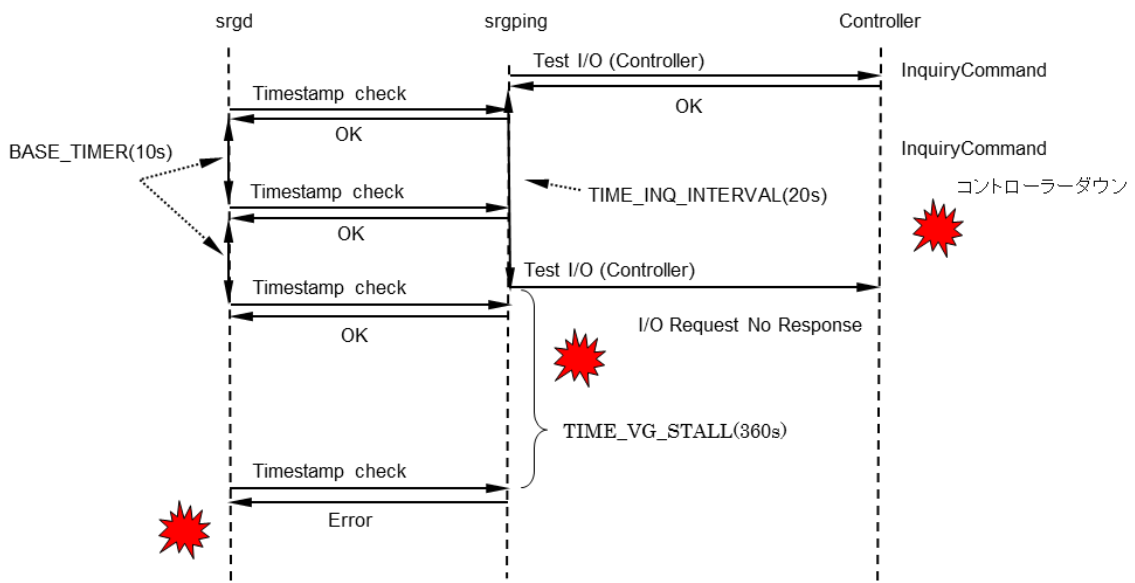 srgd
srgping
Controller
Test I/O (Controller)
InquiryCommand
Timestamp check
OK
OK
BASE_TIMER(10s)
InquiryCommand
コントローラーダウン
Timestamp check
TIME_INQ_INTERVAL(20s)
OK
Test I/O (Controller)
Timestamp check
I/O Request No Response
OK
TIME_VG_STALL(360s)
Timestamp check
Error